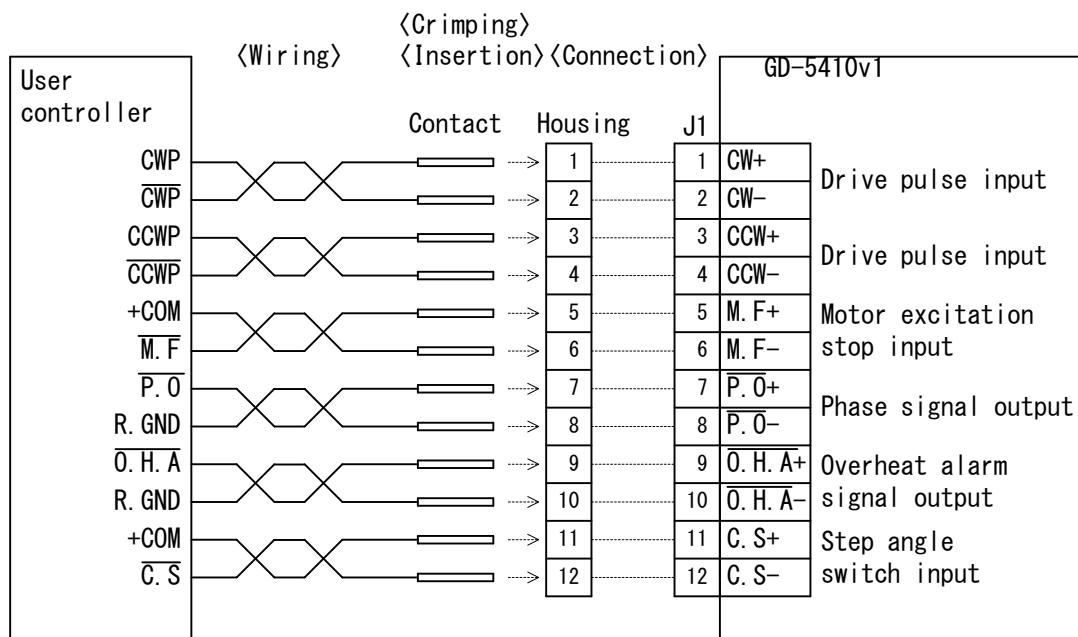 〈Crimping〉
〈Wiring〉 〈Insertion〉 〈Connection〉
User controller
GD-5410v1
Contact Housing J1
CWP 1 1 CW+
C̅W̅P̅ 2 2 CW−
Drive pulse input
CCWP 3 3 CCW+
C̅C̅W̅P̅ 4 4 CCW−
Drive pulse input
+COM 5 5 M.F+
M̅.̅F̅ 6 6 M.F−
Motor excitation
stop input
P̅.̅O̅ 7 7 P̅.̅O̅+
R.GND 8 8 P̅.̅O̅−
Phase signal output
O̅.̅H̅.̅A̅ 9 9 O̅.̅H̅.̅A̅+
R.GND 10 10 O̅.̅H̅.̅A̅−
Overheat alarm
signal output
+COM 11 11 C.S+
C̅.̅S̅ 12 12 C.S−
Step angle
switch input